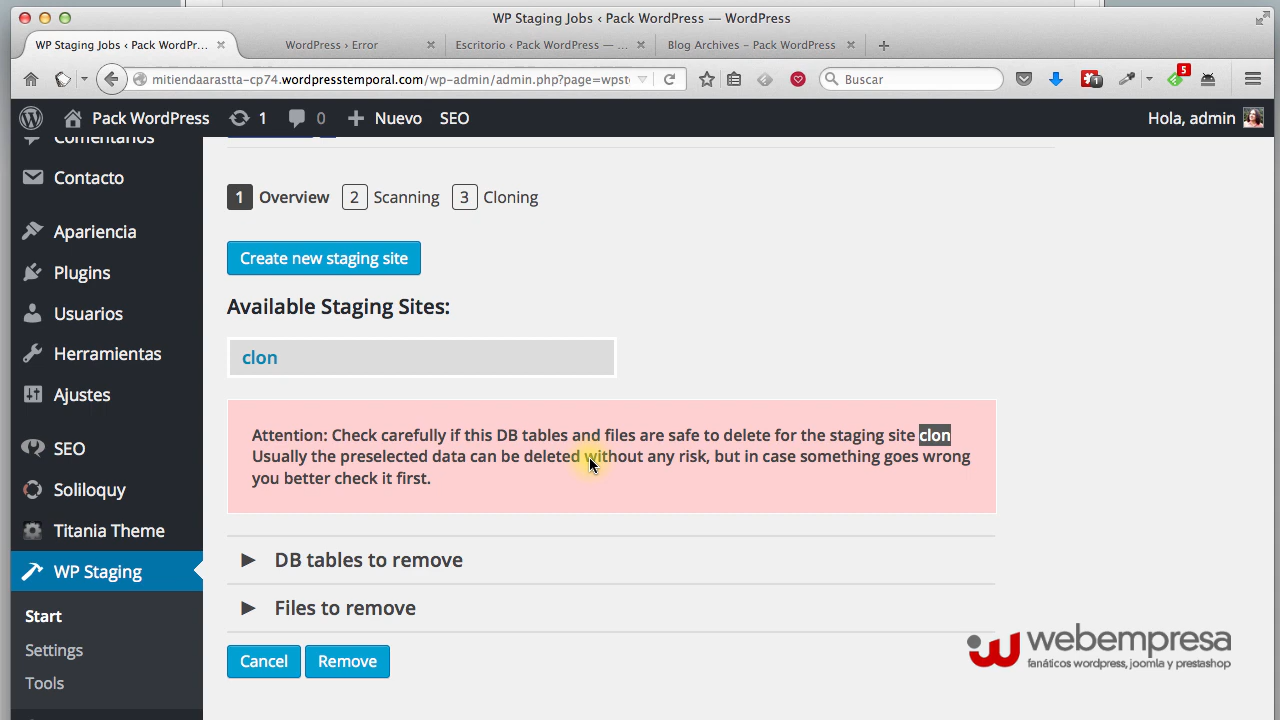 WP Staging Jobs ‹ Pack WordPress — WordPress
WP Staging Jobs ‹ Pack WordPr... × WordPress › Error × Escritorio ‹ Pack WordPress — ... × Blog Archives - Pack WordPress × +
mitiendaarastta-cp74.wordpresstemporal.com/wp-admin/admin.php?page=wpst
Buscar
1
5
Pack WordPress 1 0 Nuevo SEO
Hola, admin
Comentarios
Contacto
Apariencia
Plugins
Usuarios
Herramientas
Ajustes
SEO
Soliloquy
Titania Theme
WP Staging
Start
Settings
Tools
1 Overview 2 Scanning 3 Cloning
Create new staging site
Available Staging Sites:
clon
Attention: Check carefully if this DB tables and files are safe to delete for the staging site clon
Usually the preselected data can be deleted without any risk, but in case something goes wrong
you better check it first.
► DB tables to remove
► Files to remove
Cancel Remove
webempresa
fanáticos wordpress, joomla y prestashop